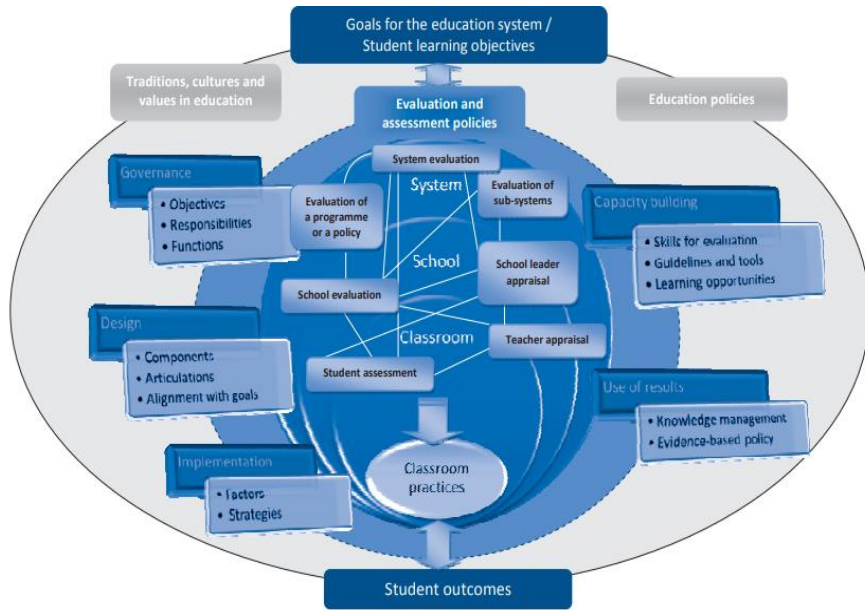 Goals for the education system /
Student learning objectives
Traditions, cultures and
values in education
Education policies
Evaluation and
assessment policies
System evaluation
System
Evaluation of
a programme
or a policy
Evaluation of
sub-systems
School
School evaluation
School leader
appraisal
Classroom
Teacher appraisal
Student assessment
Classroom
practices
Governance
• Objectives
• Responsibilities
• Functions
Design
• Components
• Articulations
• Alignment with goals
Implementation
• Factors
• Strategies
Capacity building
• Skills for evaluation
• Guidelines and tools
• Learning opportunities
Use of results
• Knowledge management
• Evidence-based policy
Student outcomes